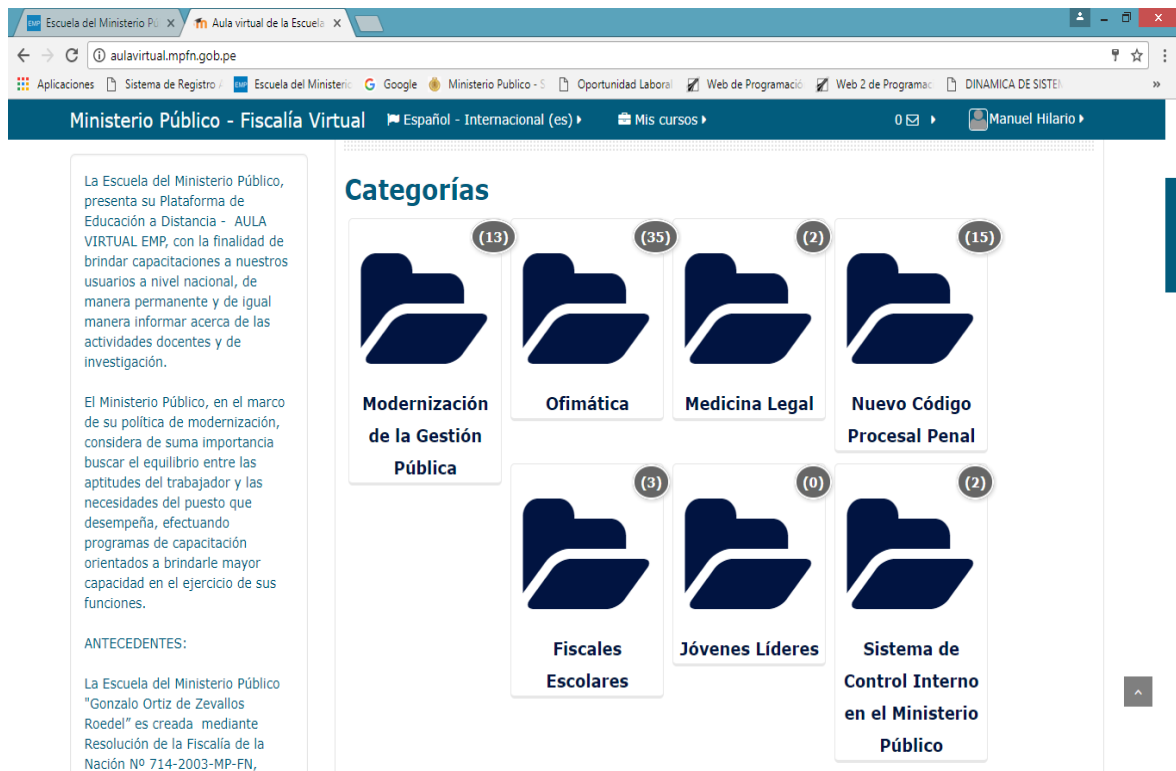 EMP Escuela del Ministerio Pú
Aula virtual de la Escuela
aulavirtual.mpfn.gob.pe
Aplicaciones
Sistema de Registro
EMP Escuela del Ministerio
Google
Ministerio Publico - S
Oportunidad Laboral
Web de Programació
Web 2 de Programac
DINAMICA DE SISTEM
»
Ministerio Público - Fiscalía Virtual
Español - Internacional (es)
Mis cursos
0
Manuel Hilario
La Escuela del Ministerio Público,
presenta su Plataforma de
Educación a Distancia - AULA
VIRTUAL EMP, con la finalidad de
brindar capacitaciones a nuestros
usuarios a nivel nacional, de
manera permanente y de igual
manera informar acerca de las
actividades docentes y de
investigación.
El Ministerio Público, en el marco
de su política de modernización,
considera de suma importancia
buscar el equilibrio entre las
aptitudes del trabajador y las
necesidades del puesto que
desempeña, efectuando
programas de capacitación
orientados a brindarle mayor
capacidad en el ejercicio de sus
funciones.
ANTECEDENTES:
La Escuela del Ministerio Público
"Gonzalo Ortiz de Zevallos
Roedel" es creada mediante
Resolución de la Fiscalía de la
Nación Nº 714-2003-MP-FN,
Categorías
(13)
Modernización
de la Gestión
Pública
(35)
Ofimática
(2)
Medicina Legal
(15)
Nuevo Código
Procesal Penal
(3)
Fiscales
Escolares
(0)
Jóvenes Líderes
(2)
Sistema de
Control Interno
en el Ministerio
Público